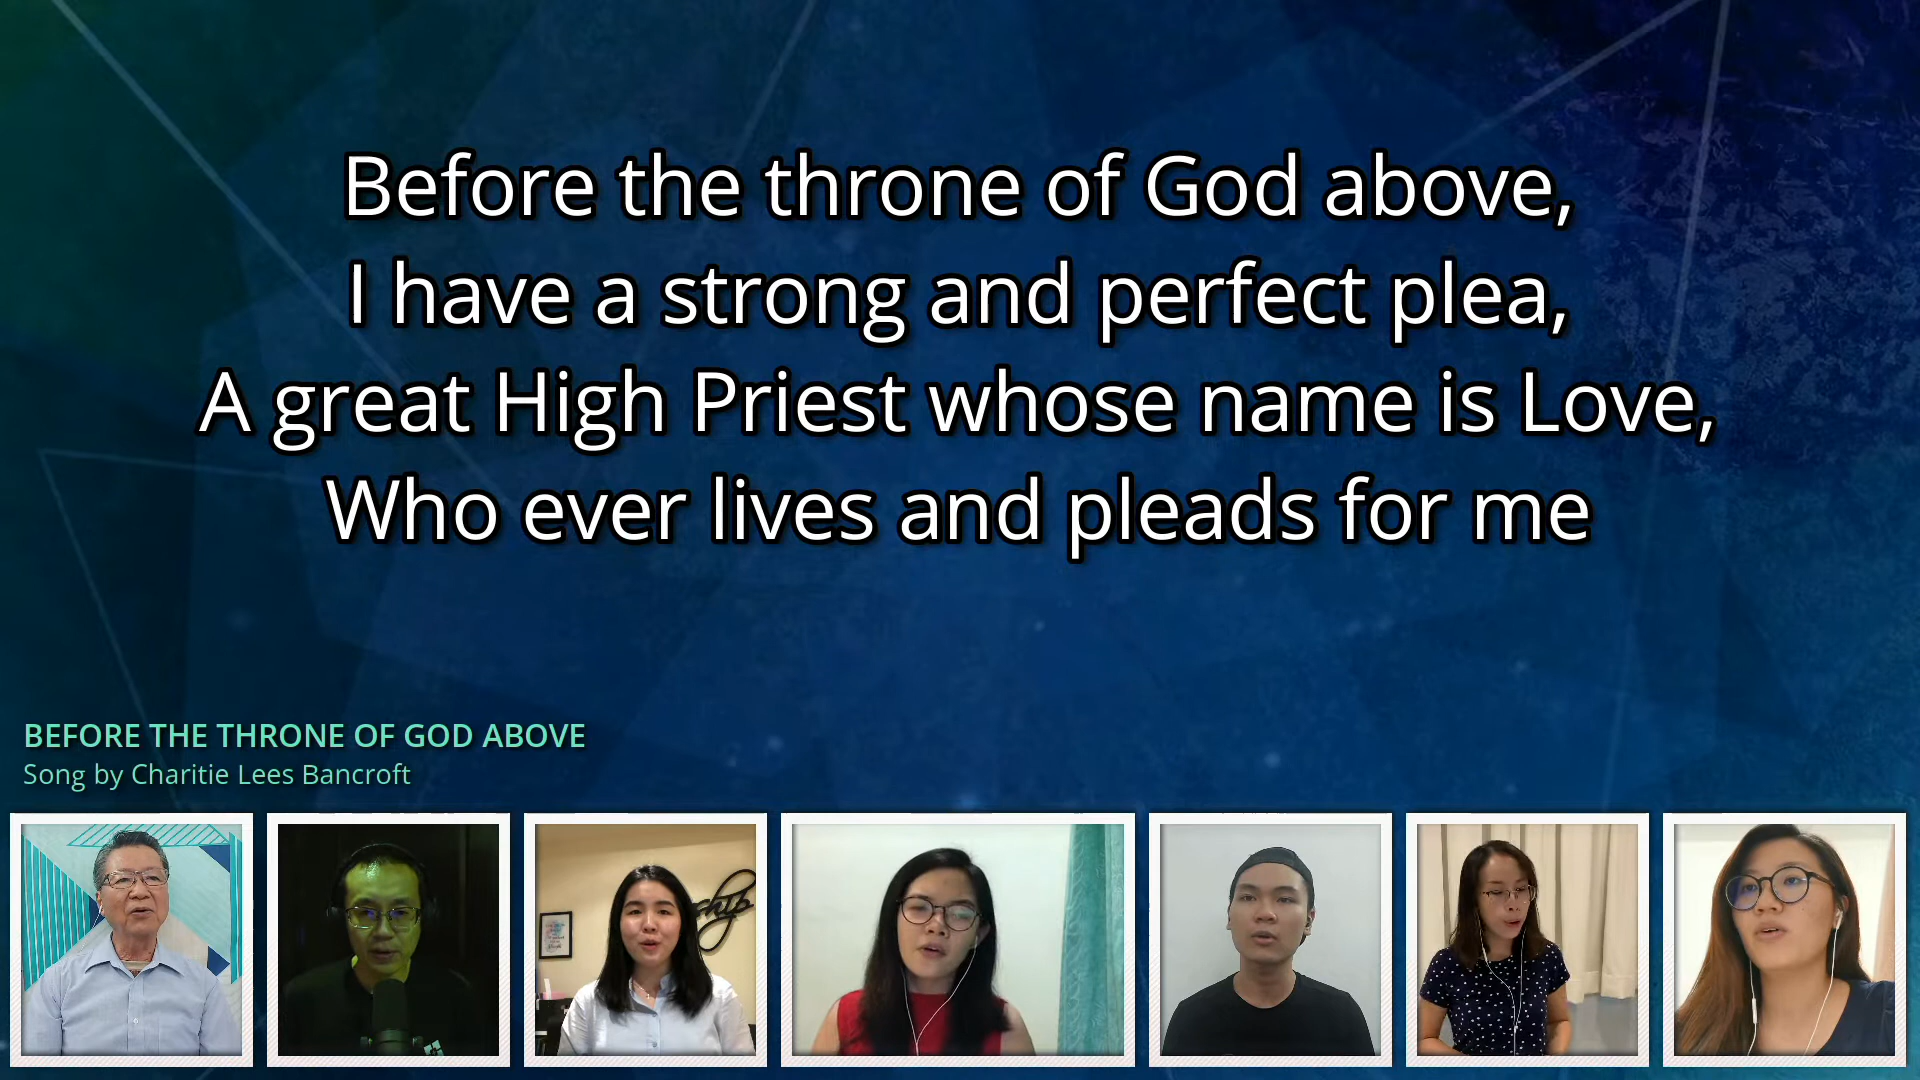 Before the throne of God above,
I have a strong and perfect plea,
A great High Priest whose name is Love,
Who ever lives and pleads for me
BEFORE THE THRONE OF GOD ABOVE
Song by Charitie Lees Bancroft